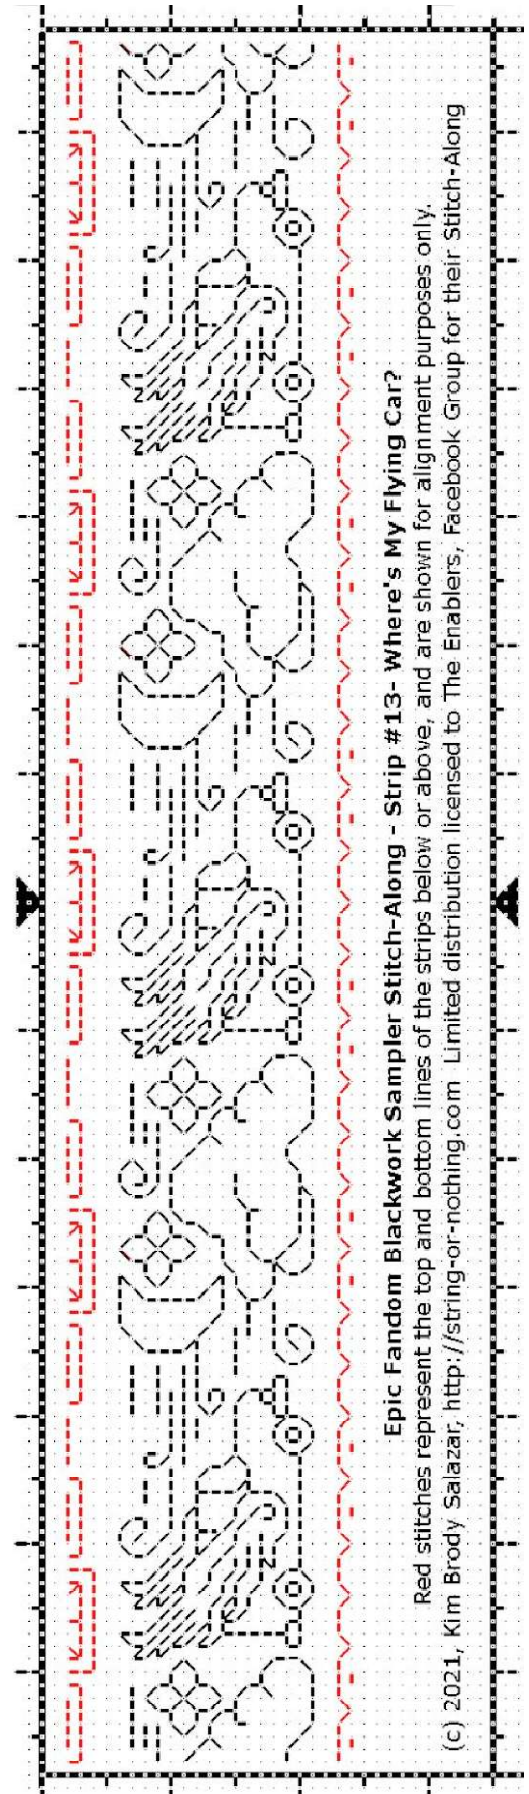 Epic Fandom Blackwork Sampler Stitch-Along - Strip #13- Where's My Flying Car?
Red stitches represent the top and bottom lines of the strips below or above, and are shown for alignment purposes only.
(c) 2021, Kim Brody Salazar, http://string-or-nothing.com Limited distribution licensed to The Enablers, Facebook Group for their Stitch-Along